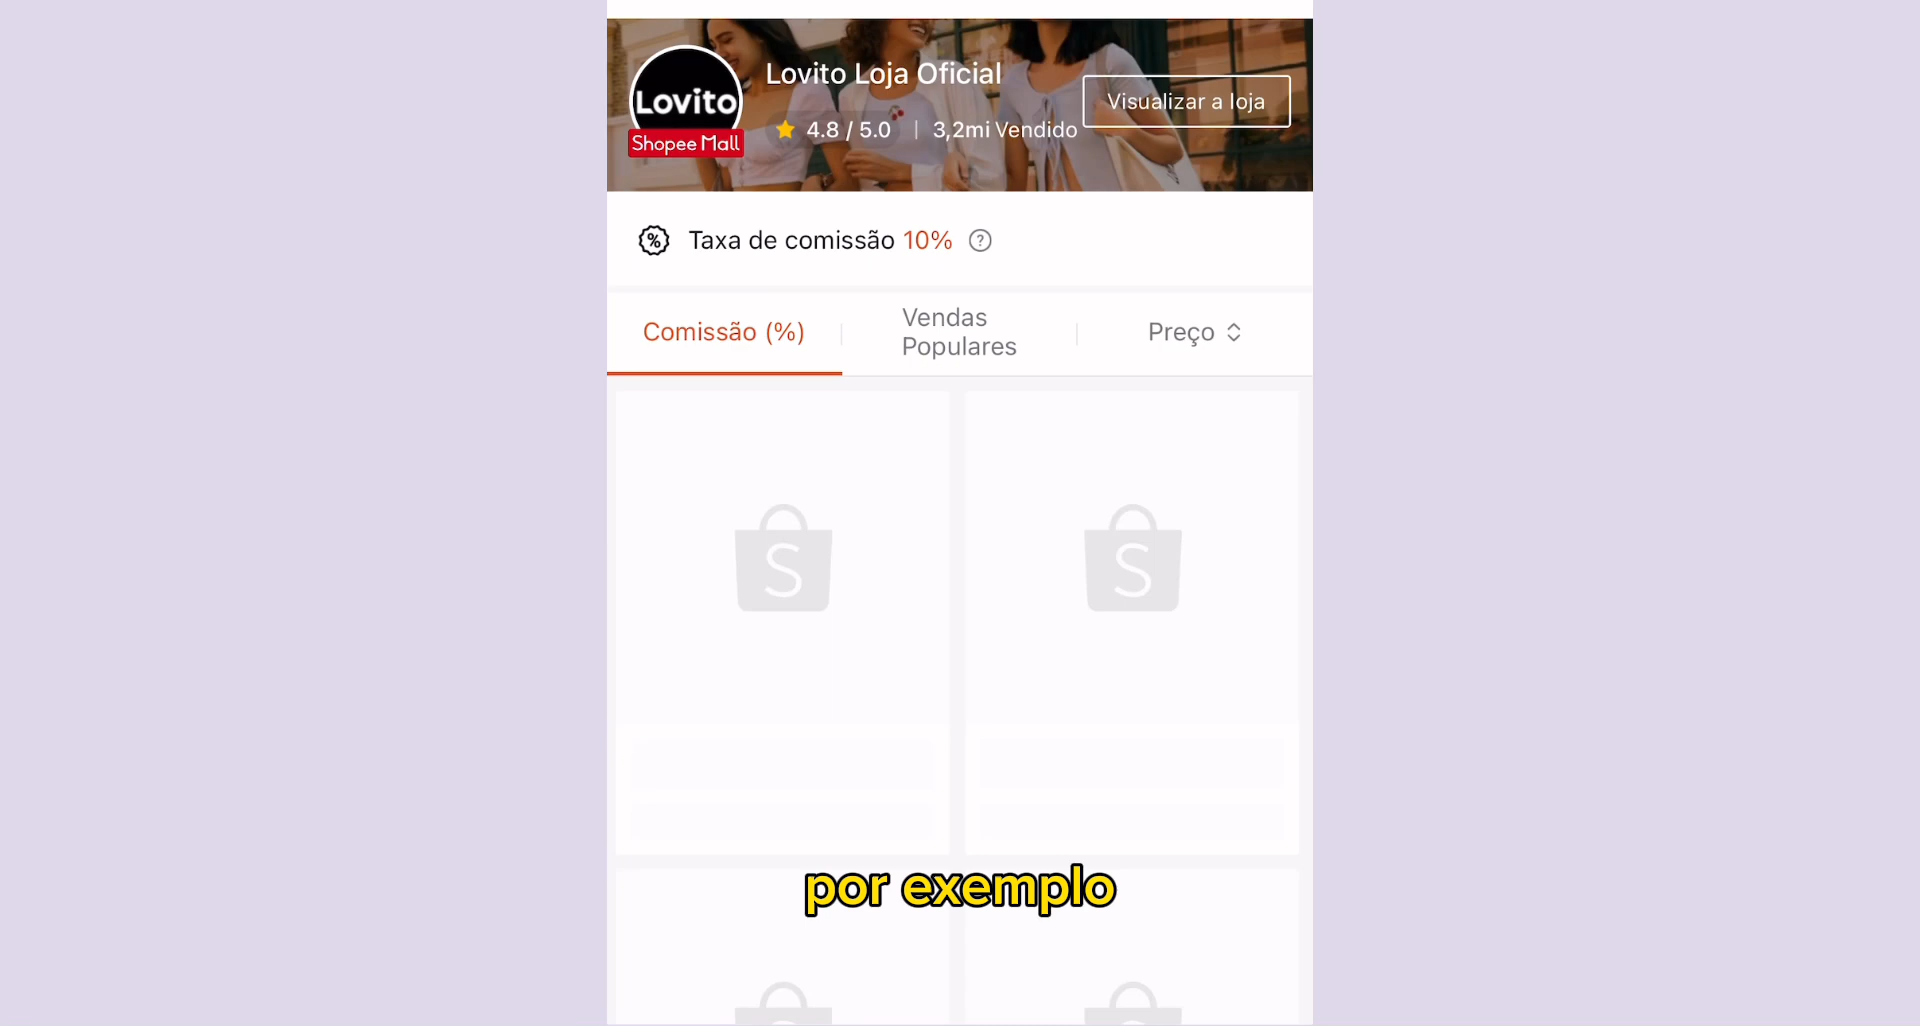 Lovito Loja Oficial
Lovito
Shopee Mall
4.8 / 5.0 | 3,2mi Vendido
Visualizar a loja
% Taxa de comissão 10% ?
Comissão (%)
Vendas
Populares
Preço
S
S
por exemplo